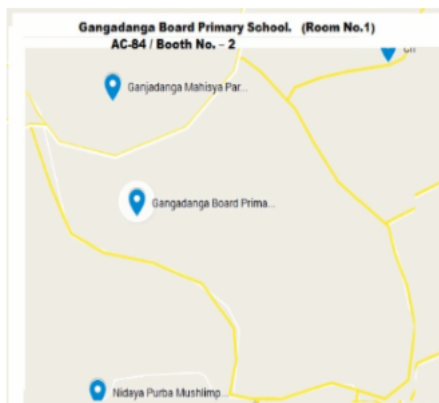 Gangadanga Board Primary School. (Room No.1)
AC-84 / Booth No. – 2
Ganjadanga Mahisya Par...
Gangadanga Board Prima...
Nidaya Purba Mushlimp...